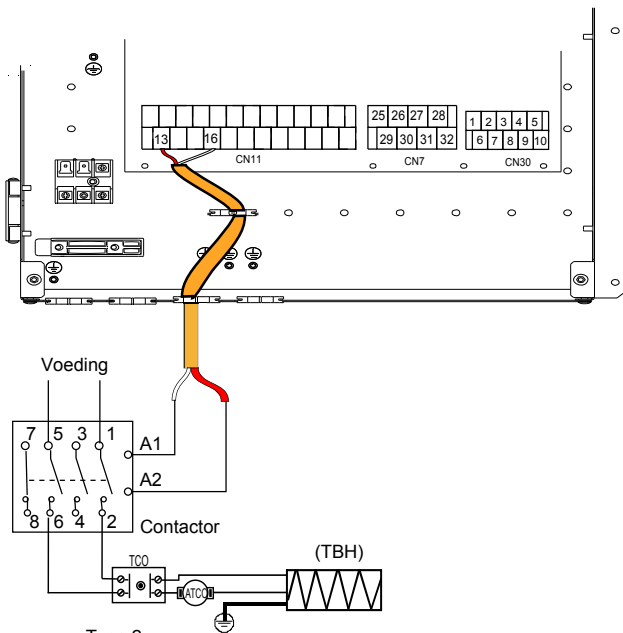 25 26 27 28
1 2 3 4 5
13 16
29 30 31 32
6 7 8 9 10
CN11
CN7
CN30
Voeding
7 5 3 1
A1
A2
8 6 4 2
Contactor
TCO
(TBH)
ATCO